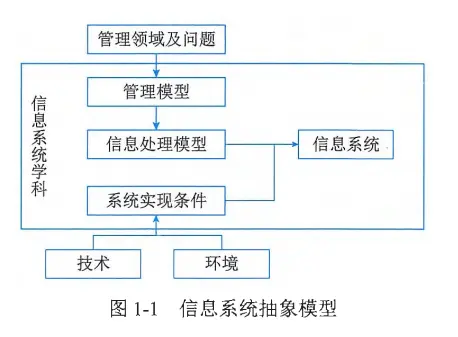 管理领域及问题
信息系统学科
管理模型
信息处理模型
信息系统
系统实现条件
技术
环境
图 1-1 信息系统抽象模型